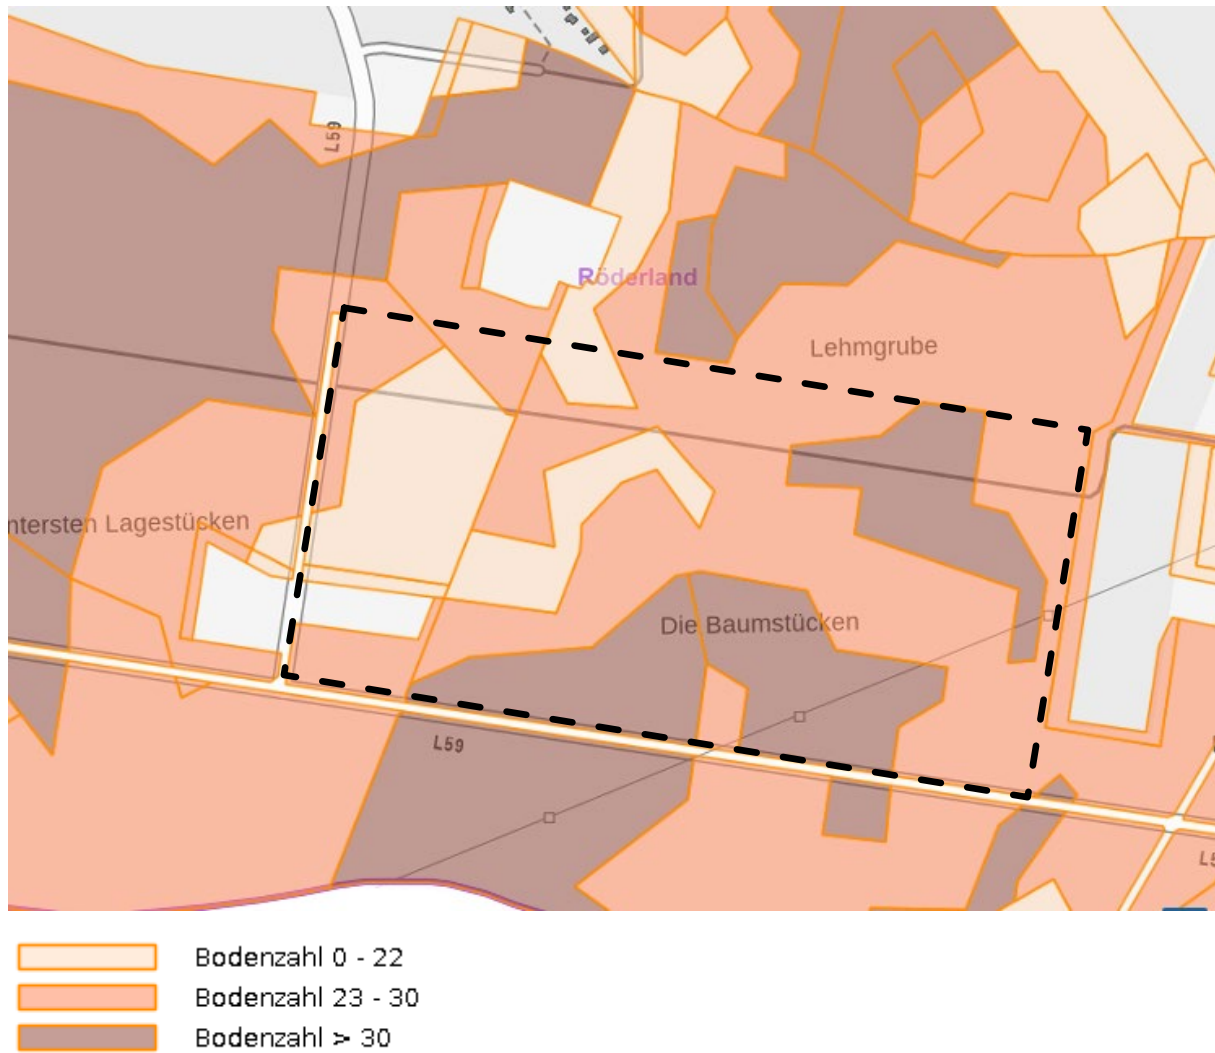 L59
Röderland
Lehmgrube
ntersten Lagestücken
Die Baumstücken
L59
L5
Bodenzahl 0 - 22
Bodenzahl 23 - 30
Bodenzahl > 30